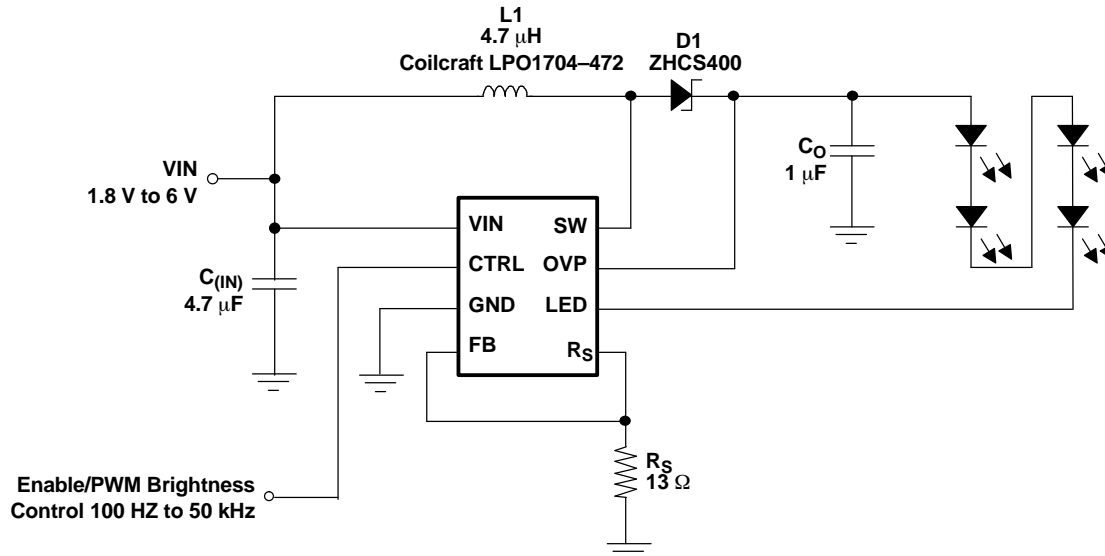 L1
4.7 μH
Coilcraft LPO1704–472
D1
ZHCS400
VIN
1.8 V to 6 V
CO
1 μF
C(IN)
4.7 μF
VIN
SW
CTRL
OVP
GND
LED
FB
RS
RS
13 Ω
Enable/PWM Brightness
Control 100 HZ to 50 kHz